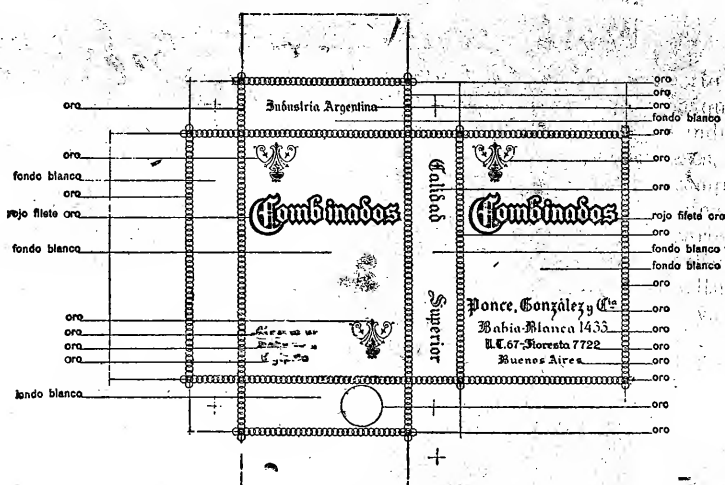 Industria Argentina
Combinados
Calidad
Superior
Combinados
Ponce, González y Cia
Bahia-Blanca 1433
U.T.67-Floresta 7722
Buenos Aires
oro
oro
fondo blanco
oro
rojo filete oro
fondo blanco
oro
oro
oro
oro
fondo blanco
oro
oro
oro
fondo blanco
oro
oro
oro
rojo filete oro
oro
fondo blanco
fondo blanco
oro
oro
oro
oro
oro
oro
oro
oro